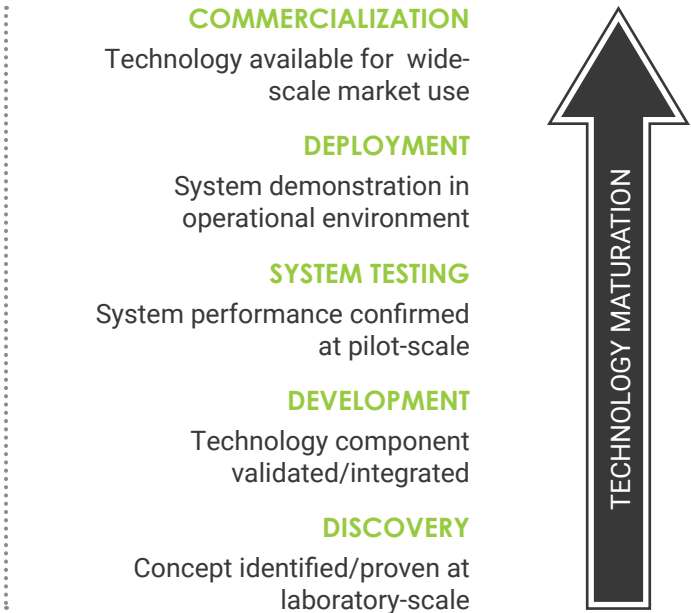 COMMERCIALIZATION
Technology available for wide-
scale market use
DEPLOYMENT
System demonstration in
operational environment
SYSTEM TESTING
System performance confirmed
at pilot-scale
DEVELOPMENT
Technology component
validated/integrated
DISCOVERY
Concept identified/proven at
laboratory-scale
TECHNOLOGY MATURATION